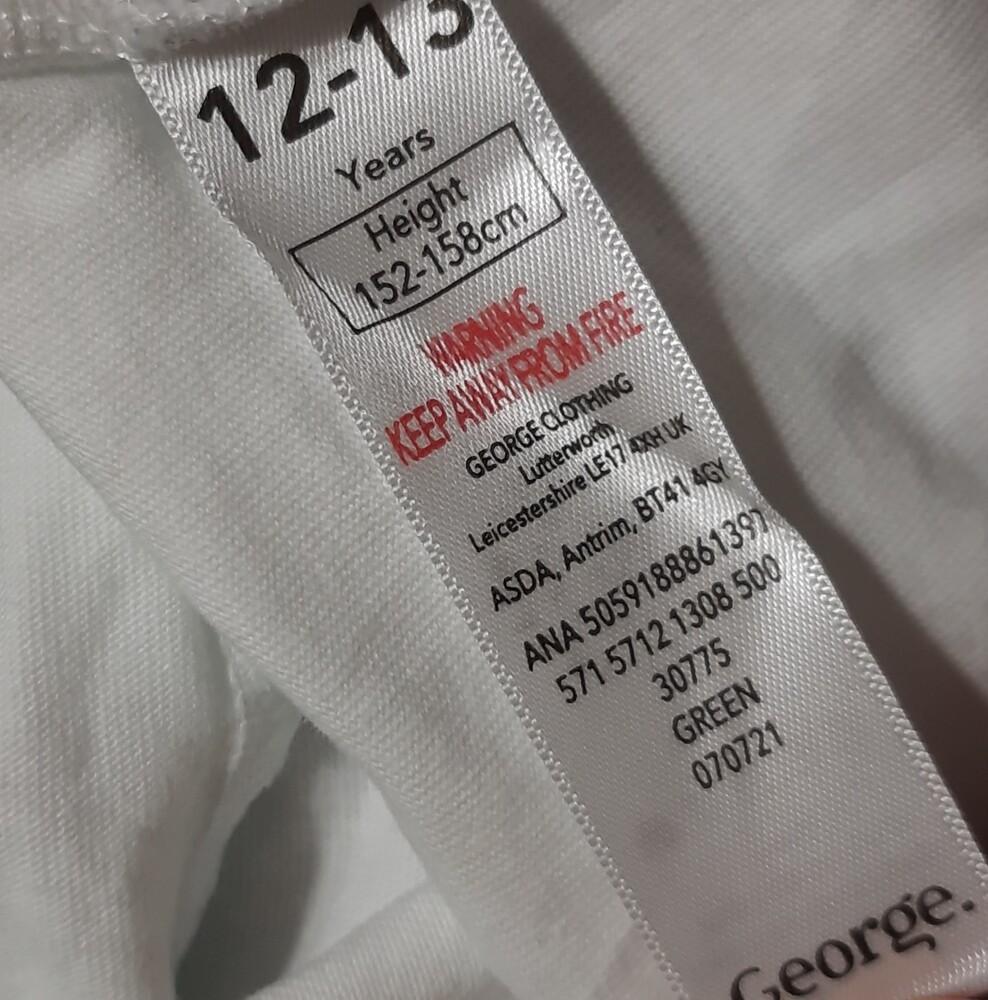 12-13
Years
Height
152-158cm
WARNING
KEEP AWAY FROM FIRE
GEORGE CLOTHING
Lutterworth
Leicestershire LE17 4XH UK
ASDA, Antrim, BT41 4GY
ANA 5059188861397
571 5712 1308 500
30775
GREEN
070721
George.